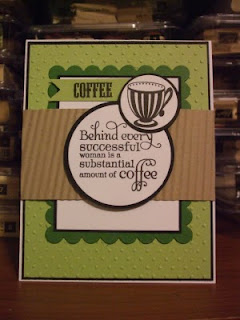 COFFEE
Behind every
successful
woman is a
substantial
amount of coffee